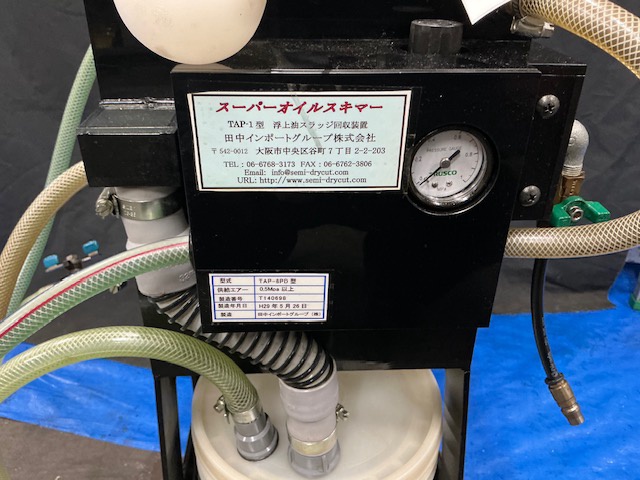 スーパーオイルスキマー
TAP-1型 浮上油スラッジ回収装置
田中インポートグループ株式会社
〒542-0012 大阪市中央区谷町7丁目2-2-203
TEL : 06-6768-3173 FAX : 06-6762-3806
Email: info@semi-drycut.com
URL: http://www.semi-drycut.com
PRESSURE GAUGE
RUSCO
型式 TAP-6PD 型
供給エアー 0.5Mpa 以上
製造番号 T140698
製造年月日 H29 年 5 月 26 日
製造 田中インポートグループ (株)